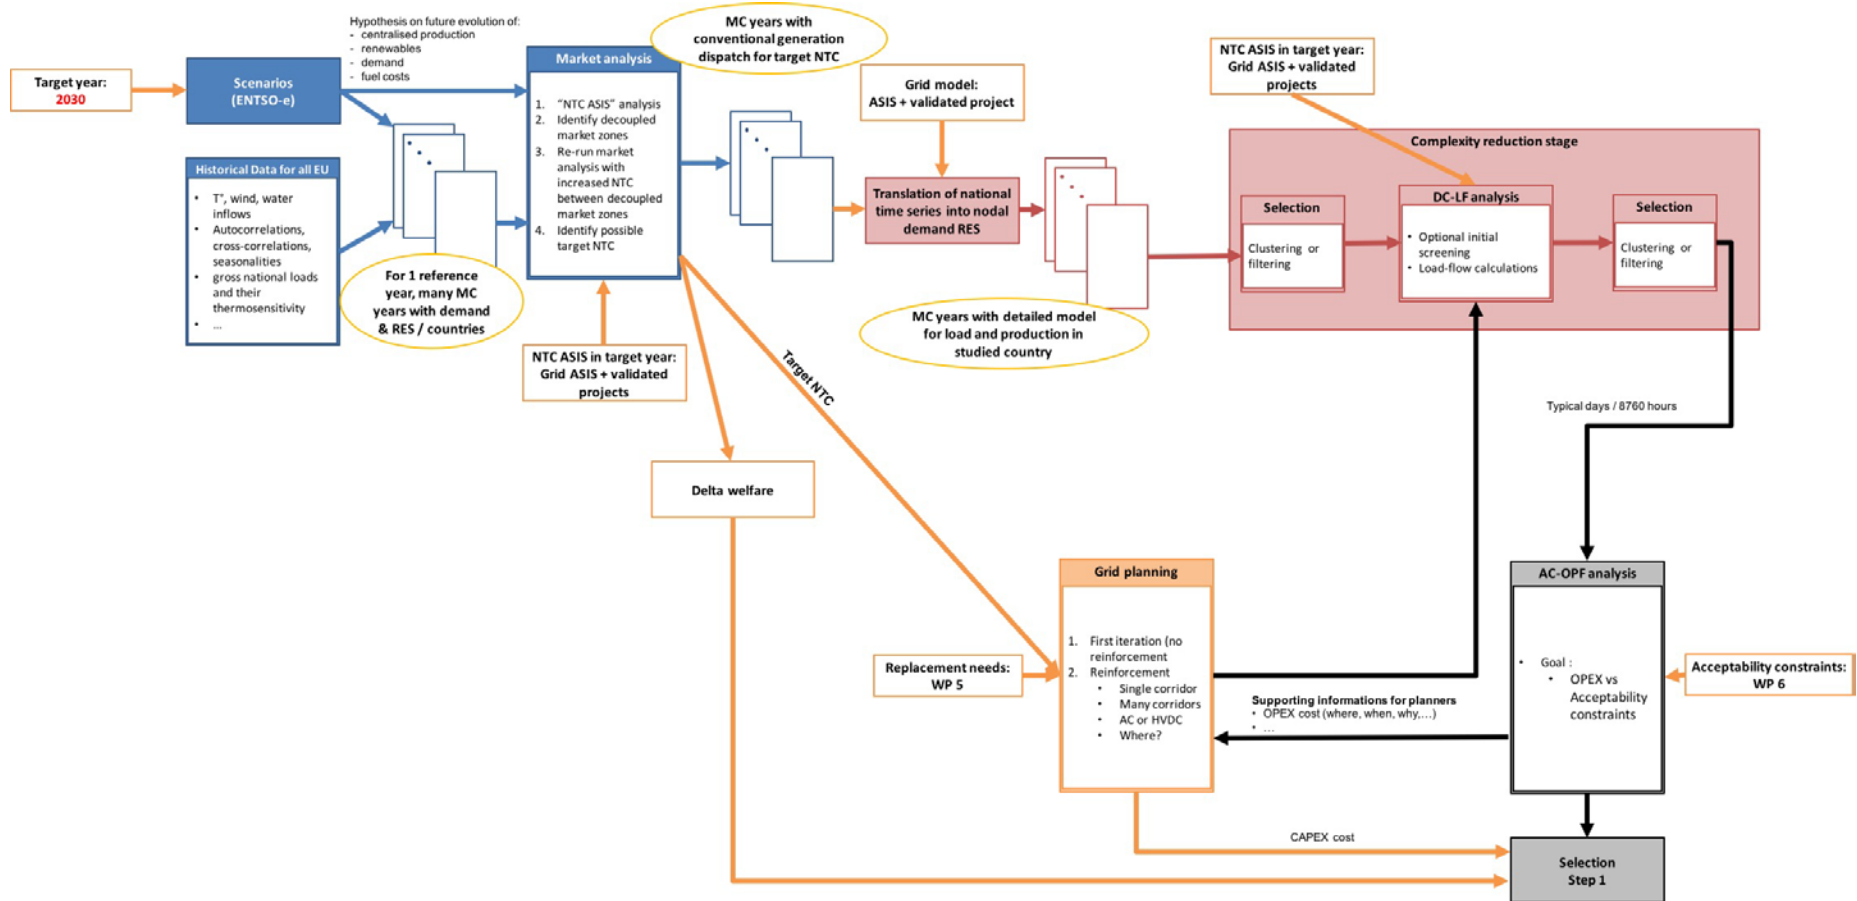 Target year:
2030
Scenarios
(ENTSO-e)
Hypothesis on future evolution of:
- centralised production
- renewables
- demand
- fuel costs
Historical Data for all EU
• T°, wind, water
inflows
• Autocorrelations,
cross-correlations,
seasonalities
• gross national loads
and their
thermosensitivity
• ...
For 1 reference
year, many MC
years with demand
& RES / countries
Market analysis
1. "NTC ASIS" analysis
2. Identify decoupled
market zones
3. Re-run market
analysis with
increased NTC
between decoupled
market zones
4. Identify possible
target NTC
NTC ASIS in target year:
Grid ASIS + validated
projects
MC years with
conventional generation
dispatch for target NTC
Grid model:
ASIS + validated project
Translation of national
time series into nodal
demand RES
MC years with detailed model
for load and production in
studied country
NTC ASIS in target year:
Grid ASIS + validated
projects
Complexity reduction stage
Selection
Clustering or
filtering
DC-LF analysis
• Optional initial
screening
• Load-flow calculations
Selection
Clustering or
filtering
Target NTC
Typical days / 8760 hours
Delta welfare
Replacement needs:
WP 5
Grid planning
1. First iteration (no
reinforcement
2. Reinforcement
• Single corridor
• Many corridors
• AC or HVDC
• Where?
Supporting informations for planners
• OPEX cost (where, when, why,...)
• ...
AC-OPF analysis
• Goal :
• OPEX vs
Acceptability
constraints
Acceptability constraints:
WP 6
CAPEX cost
Selection
Step 1